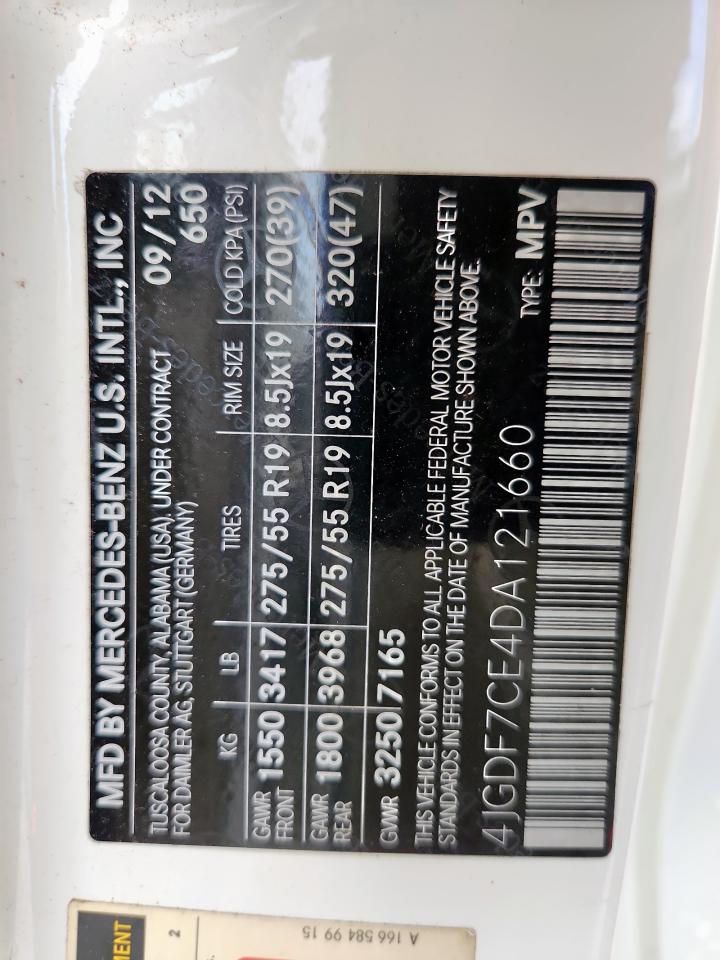 MFD BY MERCEDES-BENZ U.S. INTL., INC
TUSCALOOSA COUNTY, ALABAMA (USA), UNDER CONTRACT 09/12
FOR DAIMLER AG, STUTTGART (GERMANY) 650
KG LB TIRES RIM SIZE COLD KPA (PSI)
GAWR FRONT 1550 3417 275/55 R19 8.5Jx19 270(39)
GAWR REAR 1800 3968 275/55 R19 8.5Jx19 320(47)
GVWR 3250 7165
THIS VEHICLE CONFORMS TO ALL APPLICABLE FEDERAL MOTOR VEHICLE SAFETY
STANDARDS IN EFFECT ON THE DATE OF MANUFACTURE SHOWN ABOVE.
4JGDF7CE4DA121660 TYPE: MPV
2
A 166 584 99 15